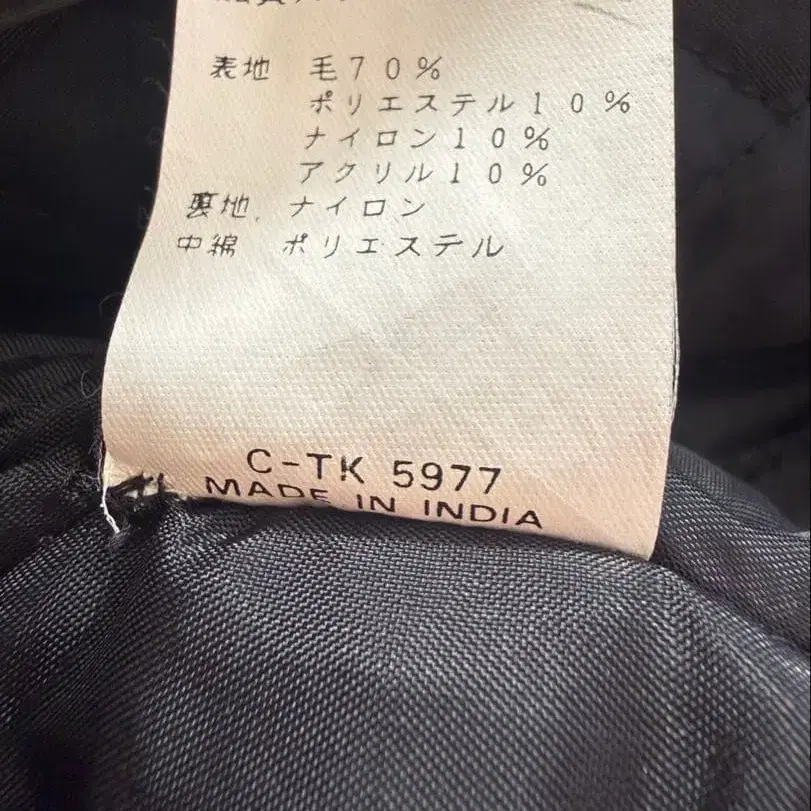 表地 毛70%
ポリエステル10%
ナイロン10%
アクリル10%
裏地 ナイロン
中綿 ポリエステル
C-TK 5977
MADE IN INDIA